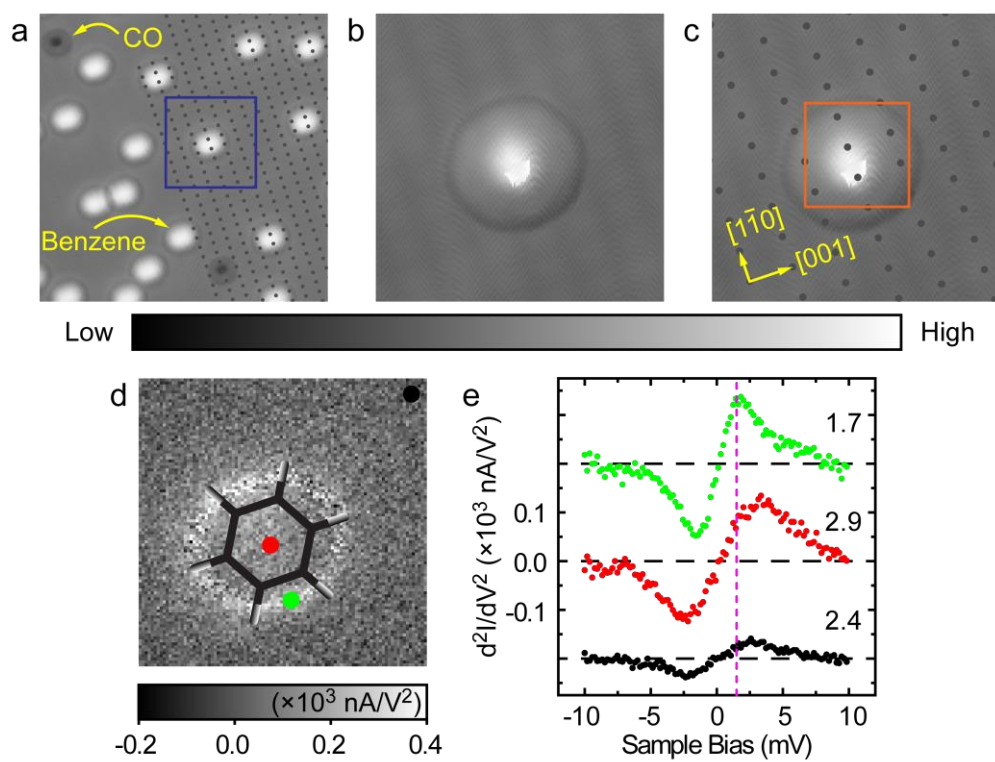 a
CO
Benzene
b
c
[11̄0]
[001]
Low
High
d
(×10³ nA/V²)
-0.2
0.0
0.2
0.4
e
d²I/dV² (×10³ nA/V²)
0.1
0.0
-0.1
1.7
2.9
2.4
-10
-5
0
5
10
Sample Bias (mV)